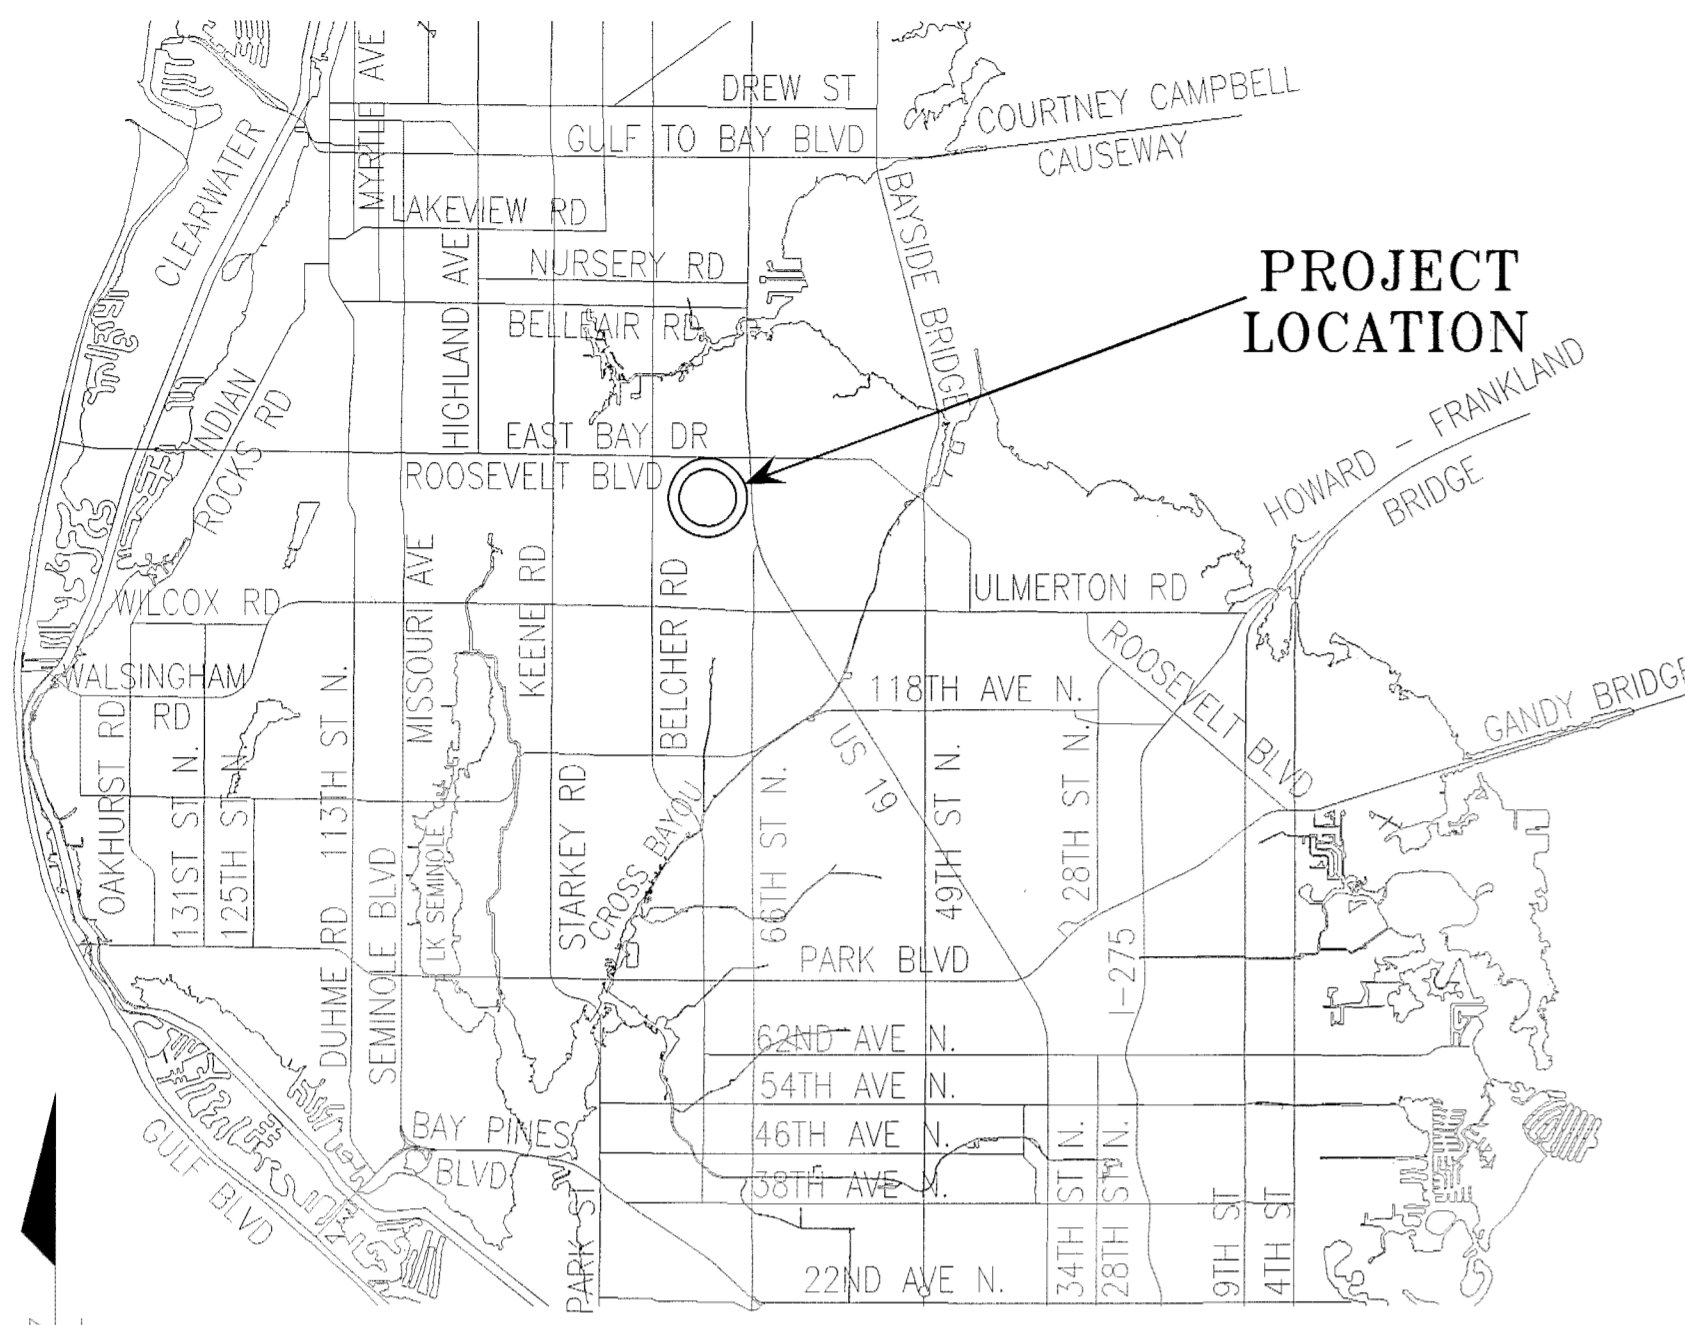 MYRTLE AVE
DREW ST
COURTNEY CAMPBELL
CAUSEWAY
GULF TO BAY BLVD
CLEARWATER
LAKEVIEW RD
BAYSIDE BRIDGE
HIGHLAND AVE
NURSERY RD
PROJECT
LOCATION
BELLEAIR RD
INDIAN
ROCKS RD
EAST BAY DR
ROOSEVELT BLVD
HOWARD - FRANKLAND
BRIDGE
MISSOURI AVE
KEENE RD
BELCHER RD
ULMERTON RD
WILCOX RD
ROOSEVELT BLVD
WALSINGHAM
RD
118TH AVE N.
GANDY BRIDGE
US 19
OAKHURST RD
131ST ST N.
125TH ST N
113TH ST N.
DUHME RD
SEMINOLE BLVD
LK SEMINOLE
STARKEY RD
CROSS BAYOU
66TH ST N.
49TH ST N.
28TH ST N.
I-275
PARK BLVD
62ND AVE N.
54TH AVE N.
46TH AVE N.
38TH AVE N.
BAY PINES
BLVD
GULF BLVD
PARK ST
34TH ST N.
28TH ST N.
9TH ST
4TH ST
22ND AVE N.